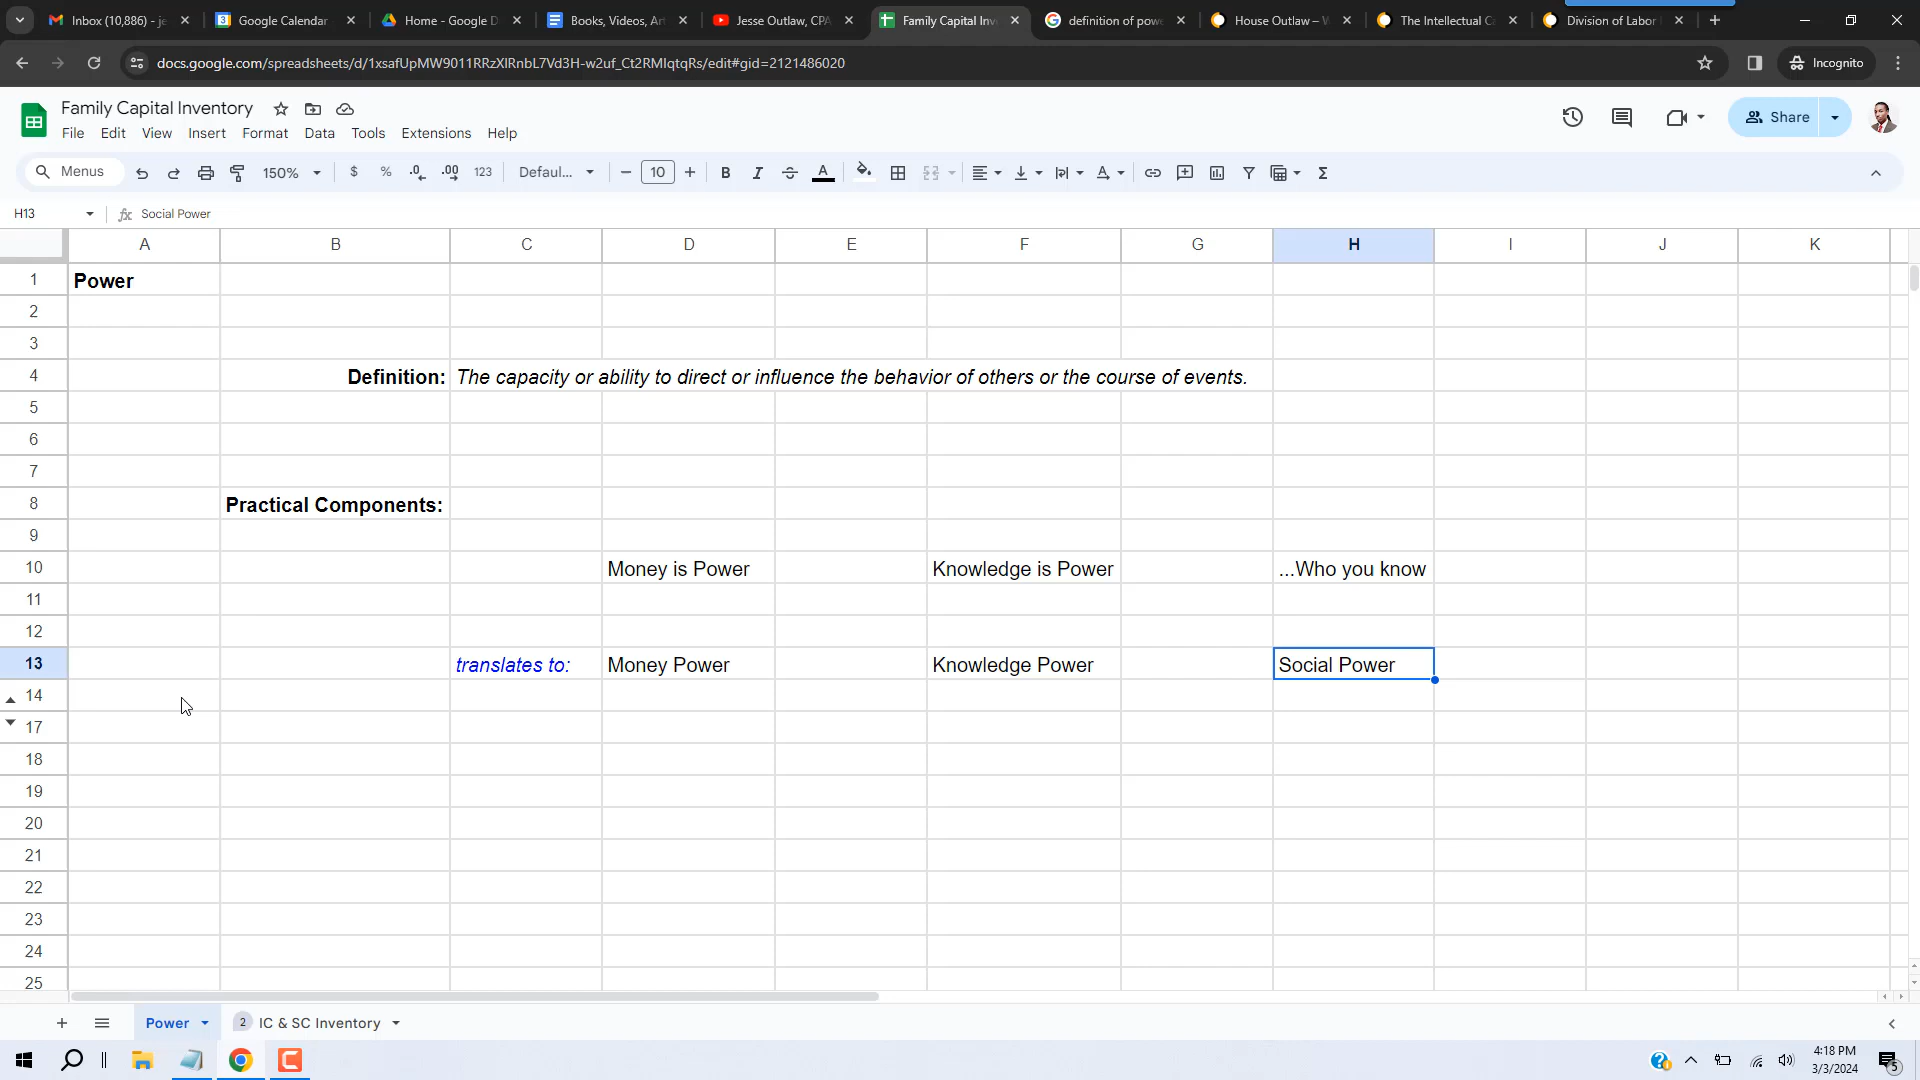 Inbox (10,886) - je
Google Calendar
Home - Google D
Books, Videos, Art
Jesse Outlaw, CPA
Family Capital Inv
definition of powe
House Outlaw – W
The Intellectual C
Division of Labor
docs.google.com/spreadsheets/d/1xsafUpMW9011RRzXlRnbL7Vd3H-w2uf_Ct2RMIqtqRs/edit#gid=2121486020
Incognito
Family Capital Inventory
Share
File Edit View Insert Format Data Tools Extensions Help
Menus
150%
$ % .0 .00 123
Defaul...
− 10 +
B I A
H13
fx Social Power
A B C D E F G H I J K
1 Power
2
3
4 Definition: The capacity or ability to direct or influence the behavior of others or the course of events.
5
6
7
8 Practical Components:
9
10 Money is Power Knowledge is Power ...Who you know
11
12
13 translates to: Money Power Knowledge Power Social Power
14
17
18
19
20
21
22
23
24
25
Power
2 IC & SC Inventory
4:18 PM
3/3/2024
5